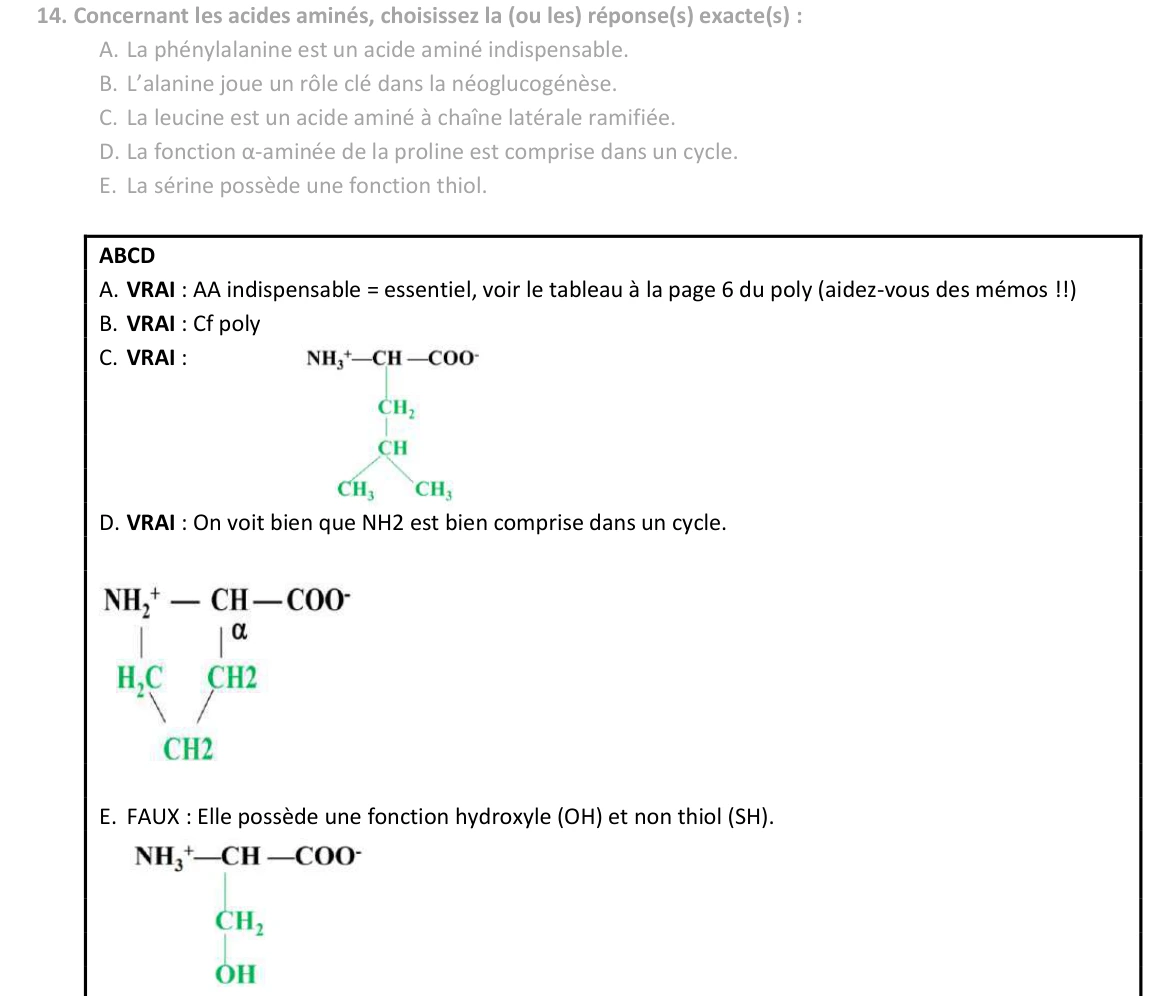 14. Concernant les acides aminés, choisissez la (ou les) réponse(s) exacte(s) :
A. La phénylalanine est un acide aminé indispensable.
B. L’alanine joue un rôle clé dans la néoglucogénèse.
C. La leucine est un acide aminé à chaîne latérale ramifiée.
D. La fonction α-aminée de la proline est comprise dans un cycle.
E. La sérine possède une fonction thiol.
ABCD
A. VRAI : AA indispensable = essentiel, voir le tableau à la page 6 du poly (aidez-vous des mémos !!)
B. VRAI : Cf poly
C. VRAI : NH₃⁺—CH—COO⁻
CH₂
CH
CH₃ CH₃
D. VRAI : On voit bien que NH2 est bien comprise dans un cycle.
NH₂⁺ — CH — COO⁻
α
H₂C CH2
CH2
E. FAUX : Elle possède une fonction hydroxyle (OH) et non thiol (SH).
NH₃⁺—CH—COO⁻
CH₂
OH